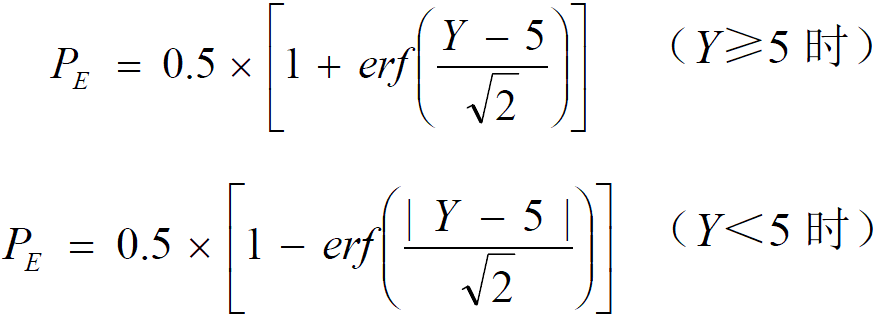 P_E = 0.5 × [1 + erf((Y − 5)/√2)] （Y≥5 时）
P_E = 0.5 × [1 − erf(| Y − 5 |/√2)] （Y＜5 时）